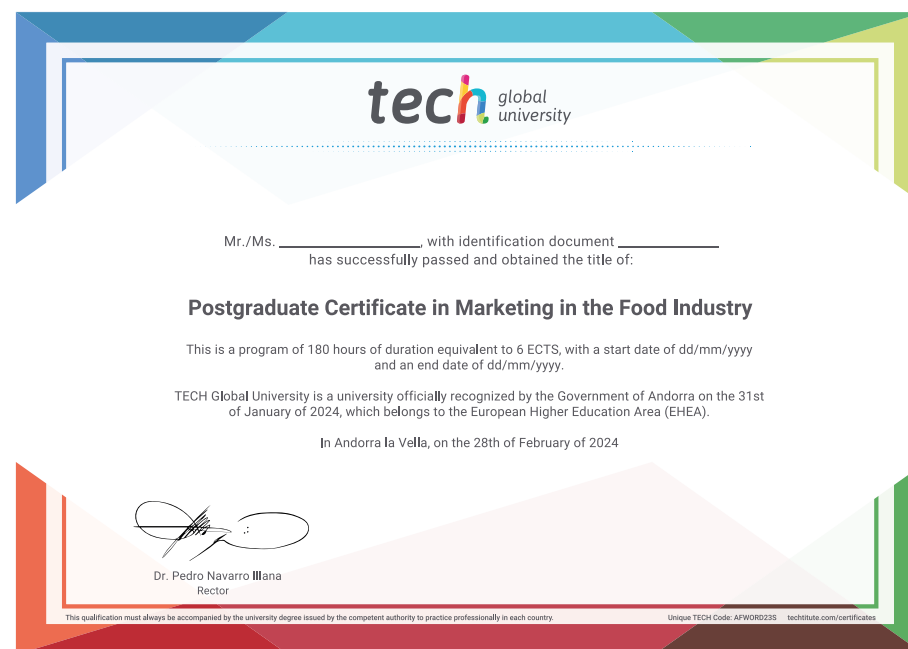 tech global university
Mr./Ms. ____________________, with identification document ______________
has successfully passed and obtained the title of:
Postgraduate Certificate in Marketing in the Food Industry
This is a program of 180 hours of duration equivalent to 6 ECTS, with a start date of dd/mm/yyyy
and an end date of dd/mm/yyyy.
TECH Global University is a university officially recognized by the Government of Andorra on the 31st
of January of 2024, which belongs to the European Higher Education Area (EHEA).
In Andorra la Vella, on the 28th of February of 2024
Dr. Pedro Navarro Illana
Rector
This qualification must always be accompanied by the university degree issued by the competent authority to practice professionally in each country.
Unique TECH Code: AFWORD23S techtitute.com/certificates